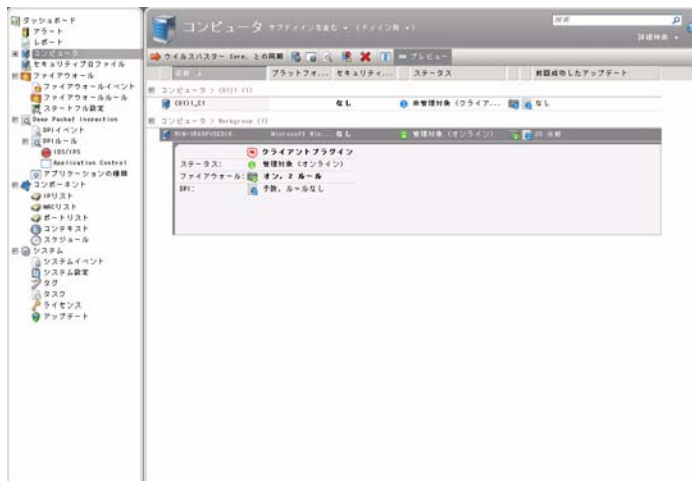 ダッシュボード
アラート
レポート
コンピュータ
セキュリティプロファイル
ファイアウォール
ファイアウォールイベント
ファイアウォールルール
ステートフル設定
Deep Packet Inspection
DPIイベント
DPIルール
IDS/IPS
Application Control
アプリケーションの種類
コンポーネント
IPリスト
MACリスト
ポートリスト
コンテキスト
スケジュール
システム
システムイベント
システム設定
タグ
タスク
ライセンス
アップデート
コンピュータ サブドメインを含む (ドメイン別)
検索
詳細検索
ウイルスバスター Corp. との同期 プレビュー
名前 プラットフォ... セキュリティ... ステータス 前回成功したアップデート
コンピュータ > (01)1 (1)
(01)1_C1 なし 非管理対象 (クライア... なし
コンピュータ > Workgroup (1)
Microsoft Win... なし 管理対象 (オンライン) 20 分前
クライアントプラグイン
ステータス: 管理対象 (オンライン)
ファイアウォール: オン, 2 ルール
DPI: 予防, ルールなし